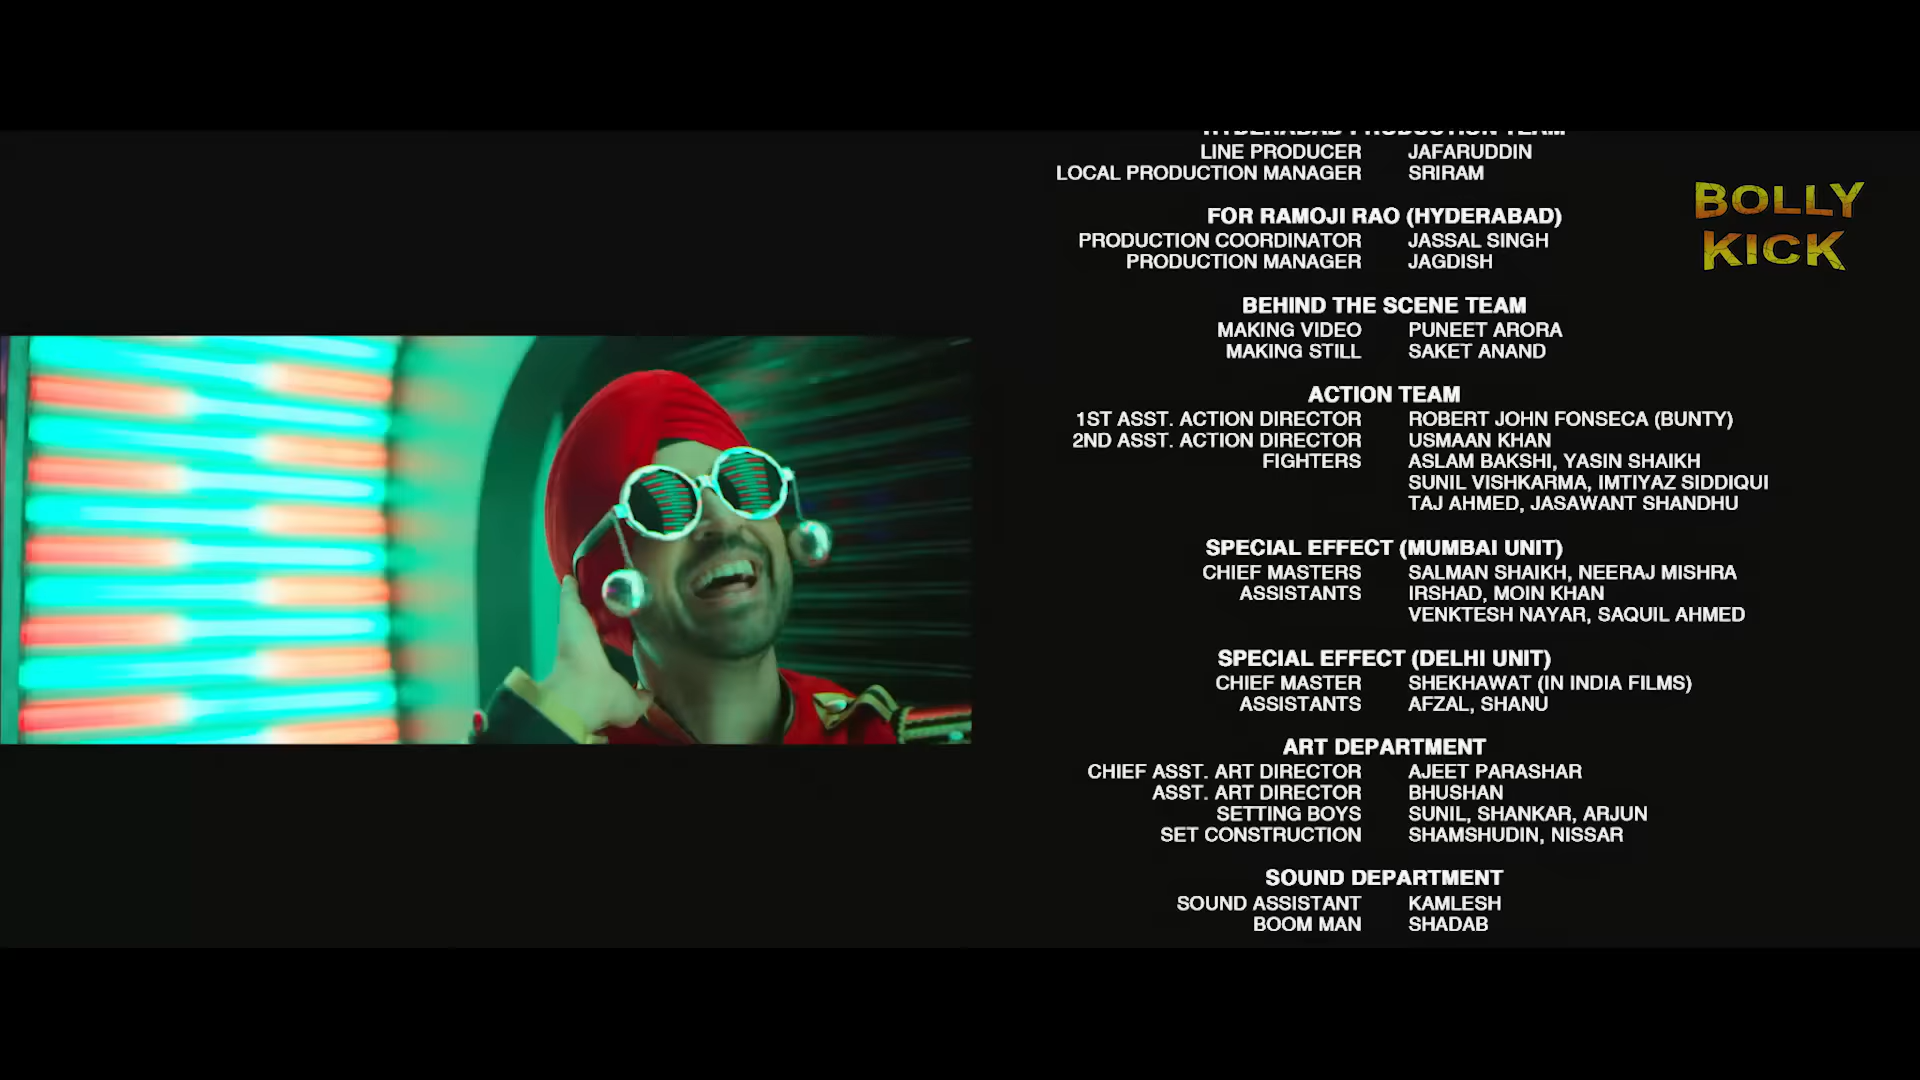 HYDERABAD PRODUCTION TEAM
LINE PRODUCER JAFARUDDIN
LOCAL PRODUCTION MANAGER SRIRAM
BOLLY
KICK
FOR RAMOJI RAO (HYDERABAD)
PRODUCTION COORDINATOR JASSAL SINGH
PRODUCTION MANAGER JAGDISH
BEHIND THE SCENE TEAM
MAKING VIDEO PUNEET ARORA
MAKING STILL SAKET ANAND
ACTION TEAM
1ST ASST. ACTION DIRECTOR ROBERT JOHN FONSECA (BUNTY)
2ND ASST. ACTION DIRECTOR USMAAN KHAN
FIGHTERS ASLAM BAKSHI, YASIN SHAIKH
SUNIL VISHKARMA, IMTIYAZ SIDDIQUI
TAJ AHMED, JASAWANT SHANDHU
SPECIAL EFFECT (MUMBAI UNIT)
CHIEF MASTERS SALMAN SHAIKH, NEERAJ MISHRA
ASSISTANTS IRSHAD, MOIN KHAN
VENKTESH NAYAR, SAQUIL AHMED
SPECIAL EFFECT (DELHI UNIT)
CHIEF MASTER SHEKHAWAT (IN INDIA FILMS)
ASSISTANTS AFZAL, SHANU
ART DEPARTMENT
CHIEF ASST. ART DIRECTOR AJEET PARASHAR
ASST. ART DIRECTOR BHUSHAN
SETTING BOYS SUNIL, SHANKAR, ARJUN
SET CONSTRUCTION SHAMSHUDIN, NISSAR
SOUND DEPARTMENT
SOUND ASSISTANT KAMLESH
BOOM MAN SHADAB